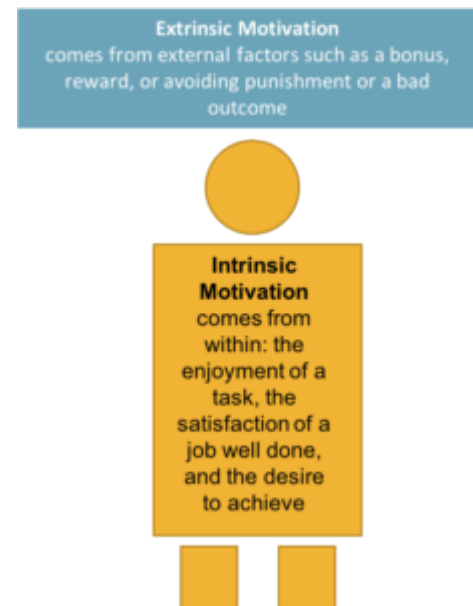 Extrinsic Motivation
comes from external factors such as a bonus,
reward, or avoiding punishment or a bad
outcome
Intrinsic
Motivation
comes from
within: the
enjoyment of a
task, the
satisfaction of a
job well done,
and the desire
to achieve